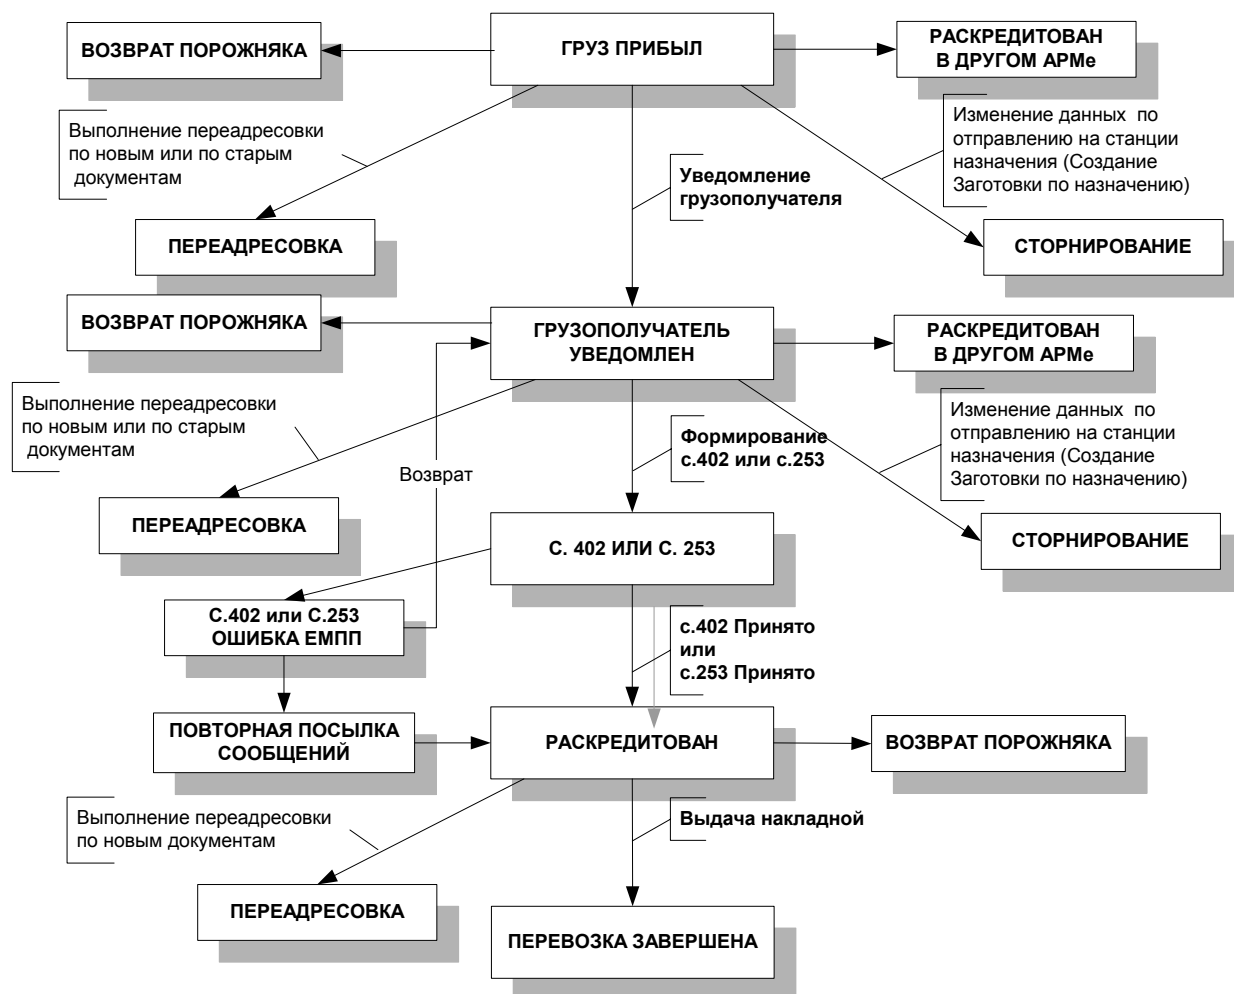 ВОЗВРАТ ПОРОЖНЯКА
ГРУЗ ПРИБЫЛ
РАСКРЕДИТОВАН
В ДРУГОМ АРМе
Выполнение переадресовки
по новым или по старым
документам
Изменение данных по
отправлению на станции
назначения (Создание
Заготовки по назначению)
Уведомление
грузополучателя
ПЕРЕАДРЕСОВКА
СТОРНИРОВАНИЕ
ВОЗВРАТ ПОРОЖНЯКА
ГРУЗОПОЛУЧАТЕЛЬ
УВЕДОМЛЕН
РАСКРЕДИТОВАН
В ДРУГОМ АРМе
Выполнение переадресовки
по новым или по старым
документам
Изменение данных по
отправлению на станции
назначения (Создание
Заготовки по назначению)
Формирование
с.402 или с.253
Возврат
ПЕРЕАДРЕСОВКА
С. 402 ИЛИ С. 253
СТОРНИРОВАНИЕ
С.402 или С.253
ОШИБКА ЕМПП
с.402 Принято
или
с.253 Принято
ПОВТОРНАЯ ПОСЫЛКА
СООБЩЕНИЙ
РАСКРЕДИТОВАН
ВОЗВРАТ ПОРОЖНЯКА
Выполнение переадресовки
по новым документам
Выдача накладной
ПЕРЕАДРЕСОВКА
ПЕРЕВОЗКА ЗАВЕРШЕНА